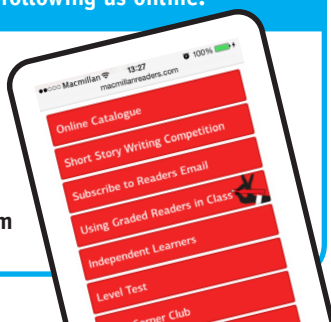 following us online.
Macmillan 13:27 100%
macmillanreaders.com
Online Catalogue
Short Story Writing Competition
Subscribe to Readers Email
Using Graded Readers in Class
Independent Learners
Level Test
m
Corner Club